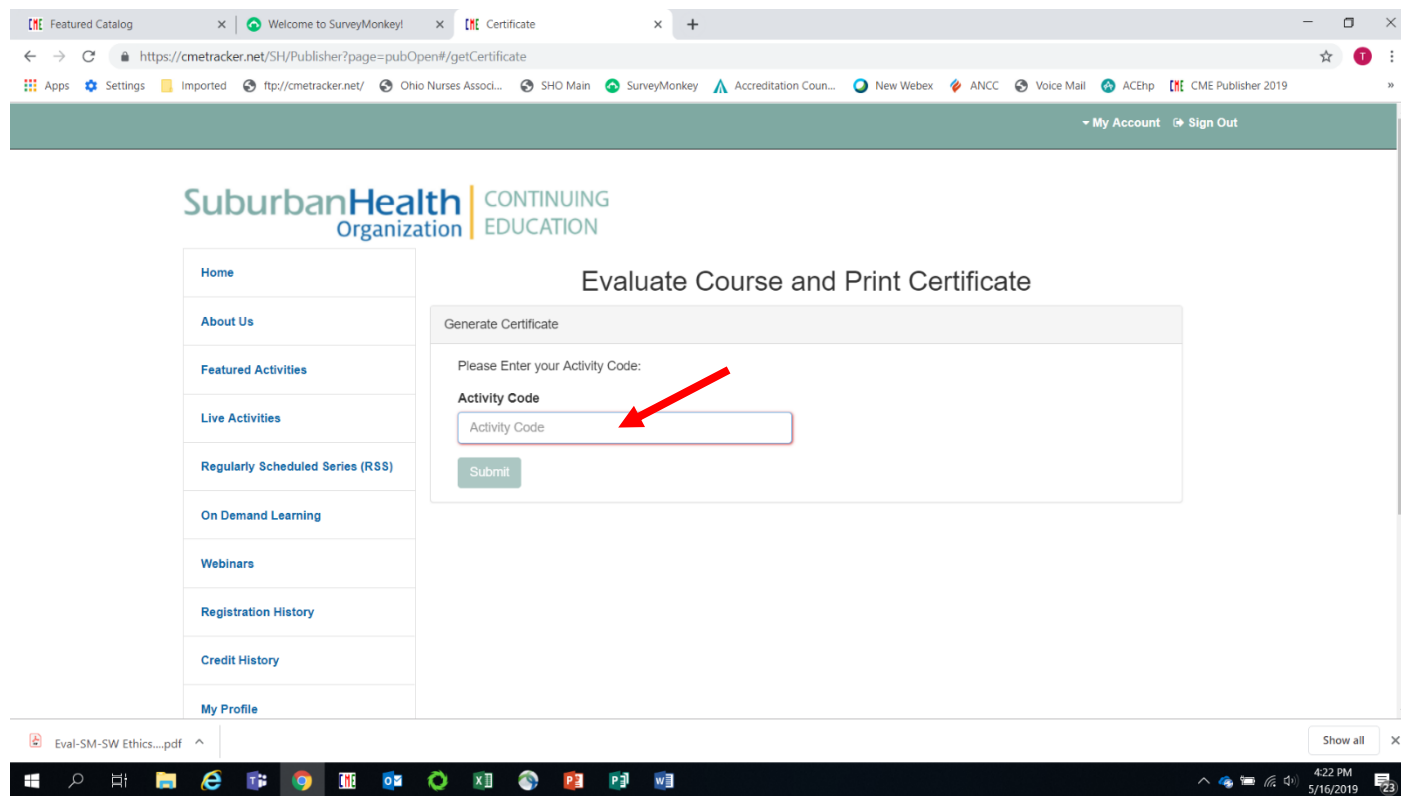 Featured Catalog
Welcome to SurveyMonkey!
Certificate
https://cmetracker.net/SH/Publisher?page=pubOpen#/getCertificate
T
Apps Settings Imported ftp://cmetracker.net/ Ohio Nurses Associ... SHO Main SurveyMonkey Accreditation Coun... New Webex ANCC Voice Mail ACEhp CME Publisher 2019 »
My Account Sign Out
SuburbanHealth CONTINUING
Organization EDUCATION
Home
About Us
Featured Activities
Live Activities
Regularly Scheduled Series (RSS)
On Demand Learning
Webinars
Registration History
Credit History
My Profile
Evaluate Course and Print Certificate
Generate Certificate
Please Enter your Activity Code:
Activity Code
Activity Code
Submit
Eval-SM-SW Ethics....pdf
Show all
4:22 PM
5/16/2019
23